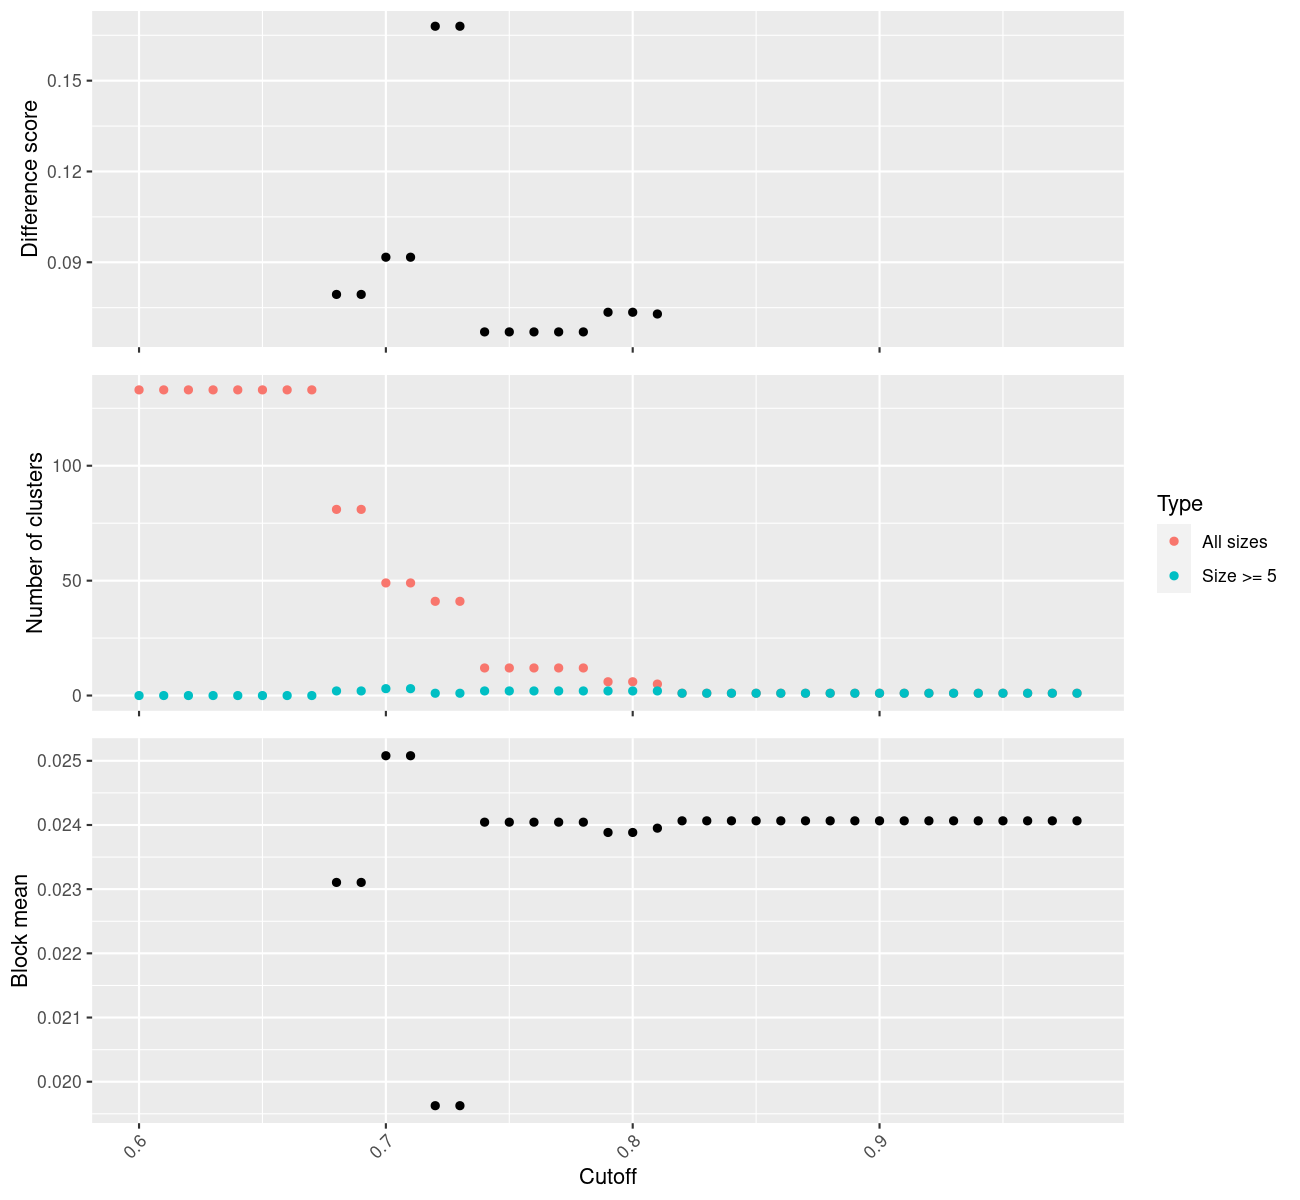 Difference score
0.15
0.12
0.09
Number of clusters
100
50
0
Type
All sizes
Size >= 5
Block mean
0.025
0.024
0.023
0.022
0.021
0.020
0.6
0.7
0.8
0.9
Cutoff